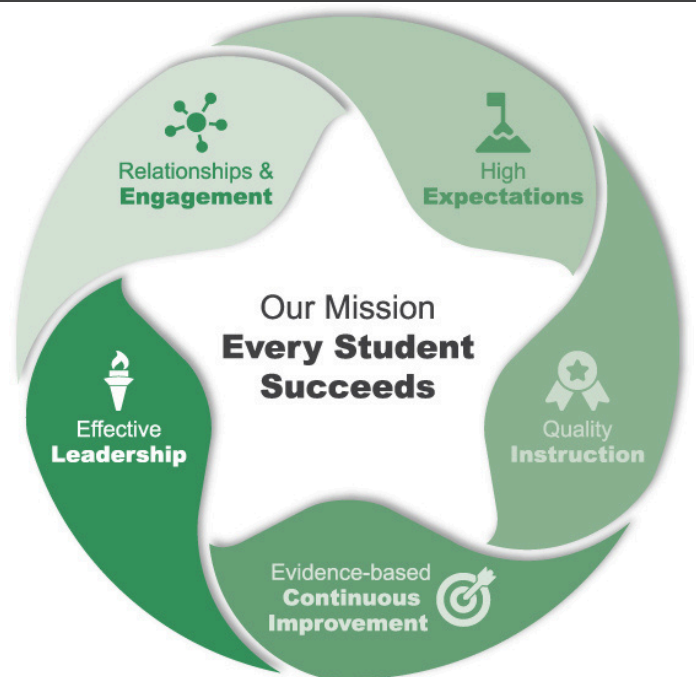 Relationships &
Engagement
High
Expectations
Our Mission
Every Student
Succeeds
Effective
Leadership
Quality
Instruction
Evidence-based
Continuous
Improvement